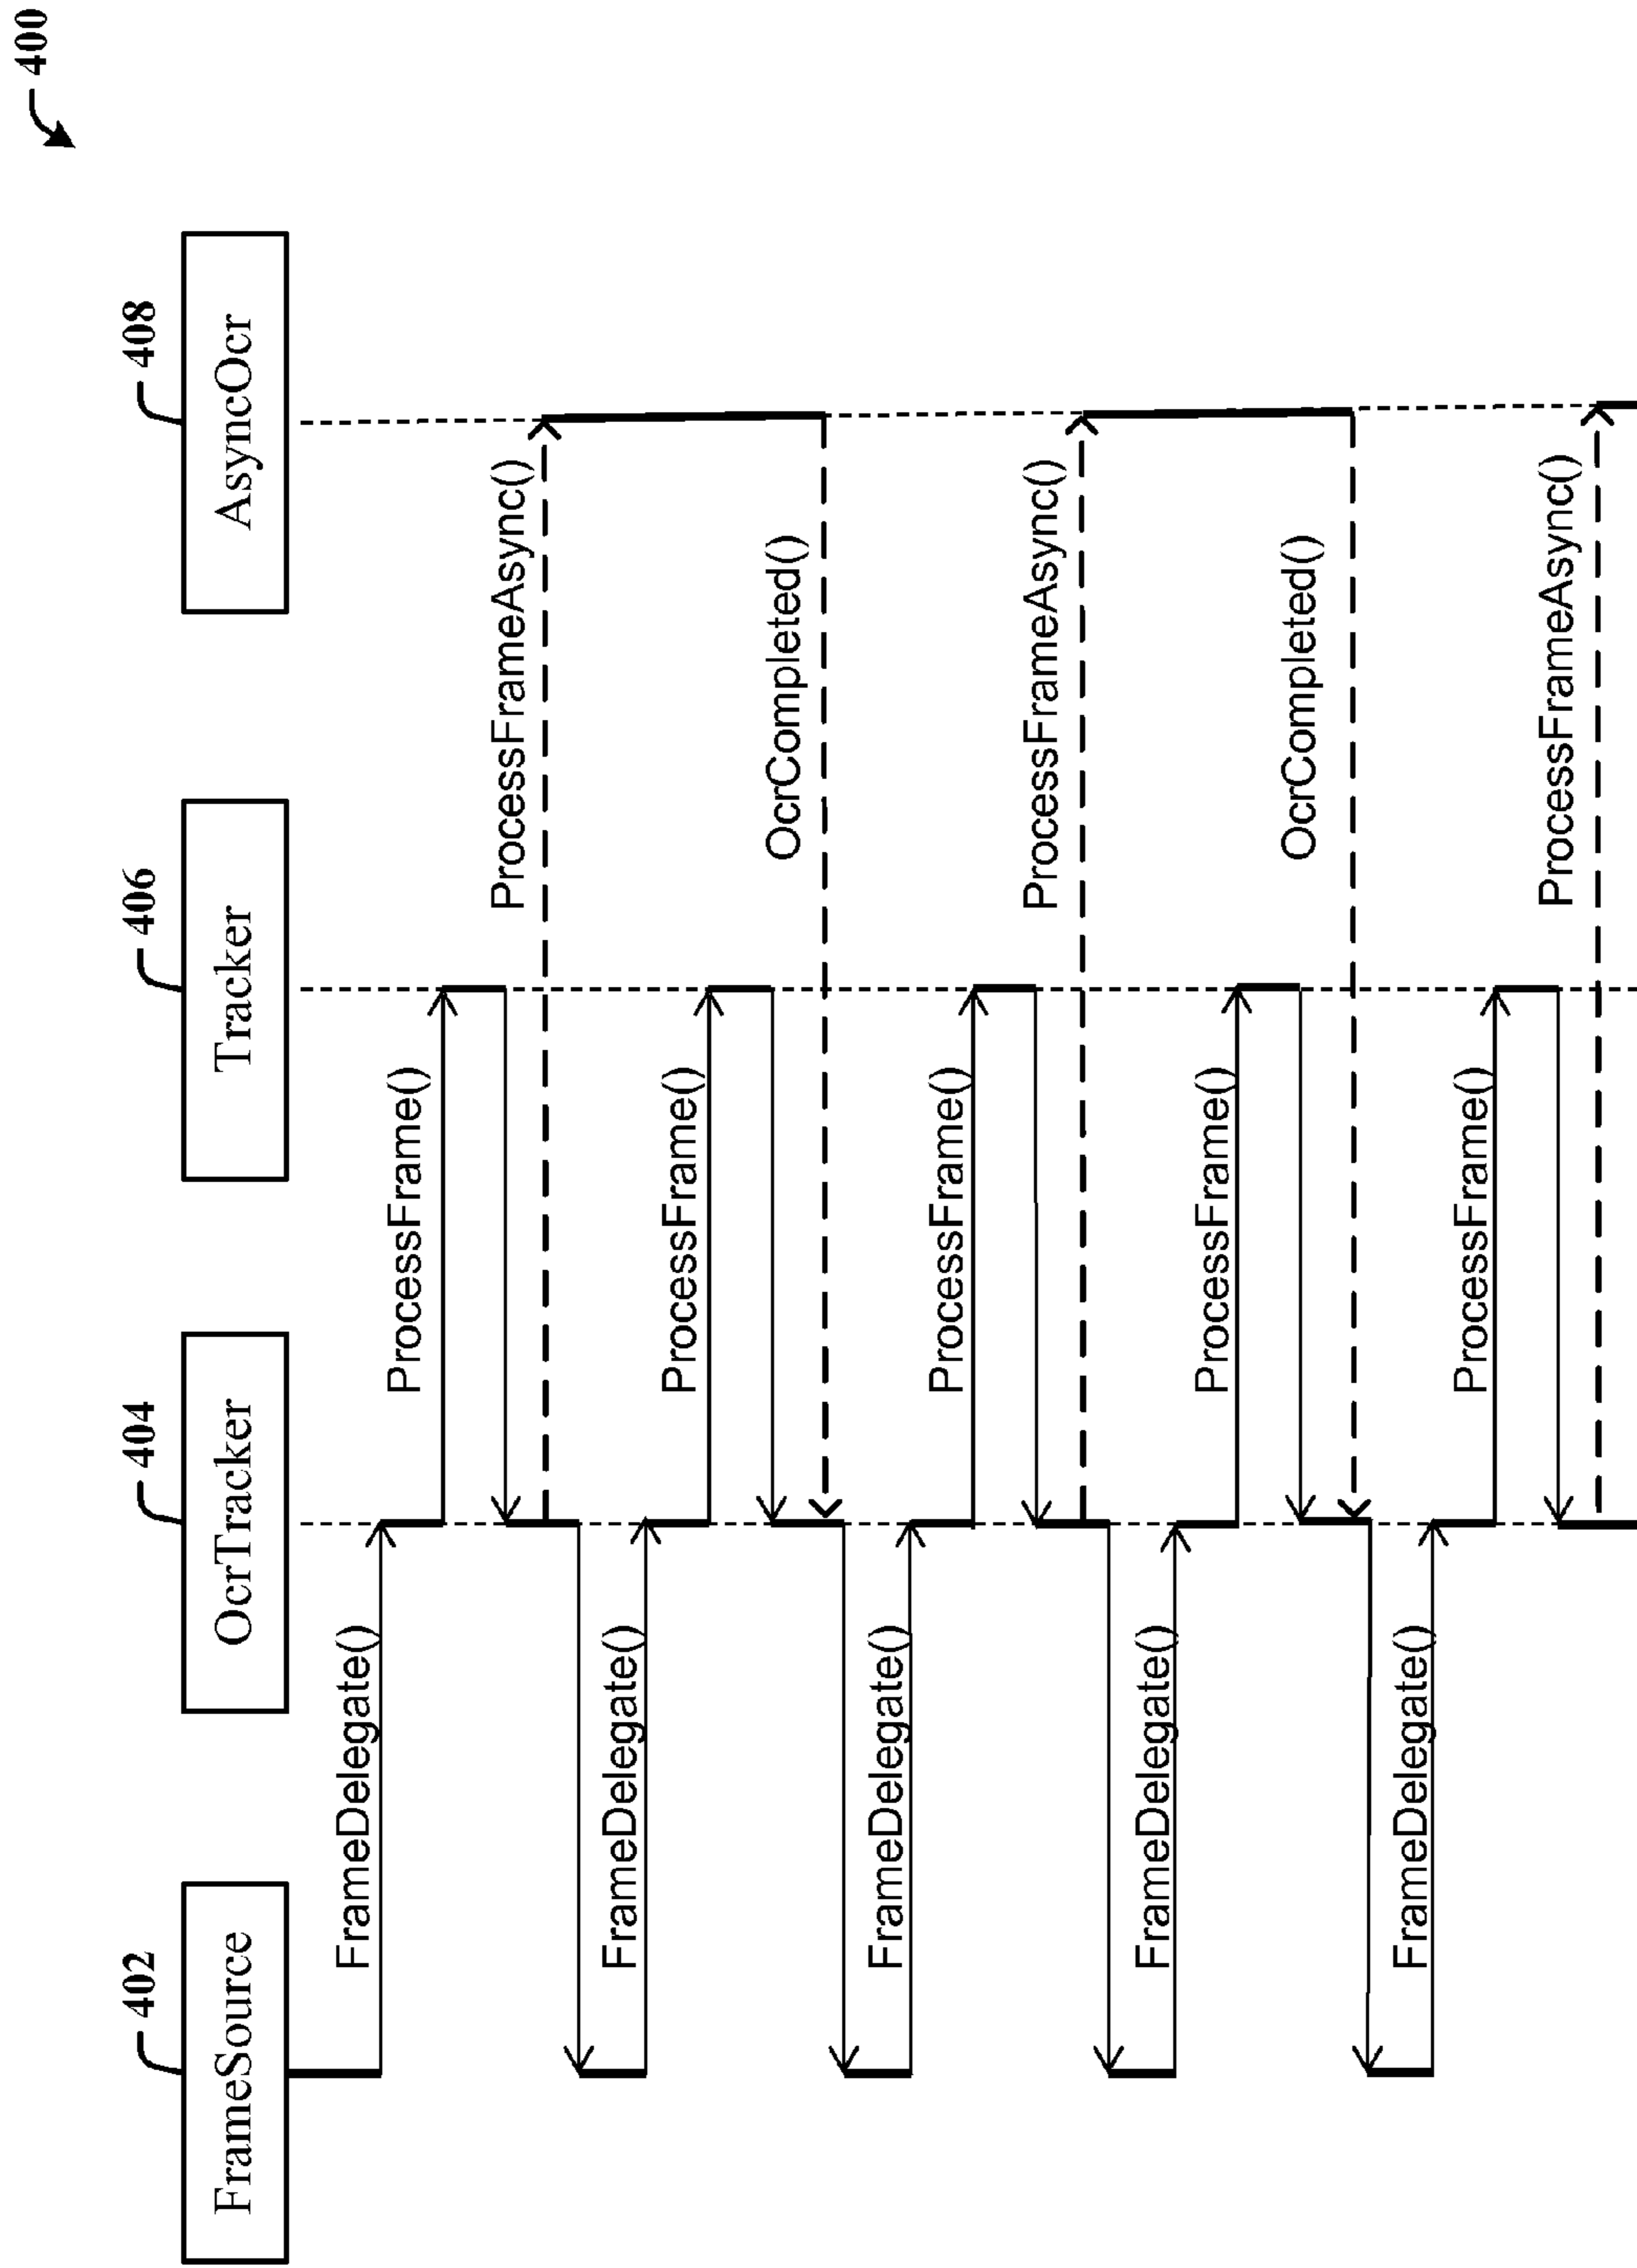 400
402
404
406
408
FrameSource
OcrTracker
Tracker
AsyncOcr
FrameDelegate()
ProcessFrame()
ProcessFrameAsync()
FrameDelegate()
ProcessFrame()
OcrCompleted()
FrameDelegate()
ProcessFrame()
ProcessFrameAsync()
FrameDelegate()
ProcessFrame()
OcrCompleted()
FrameDelegate()
ProcessFrame()
ProcessFrameAsync()